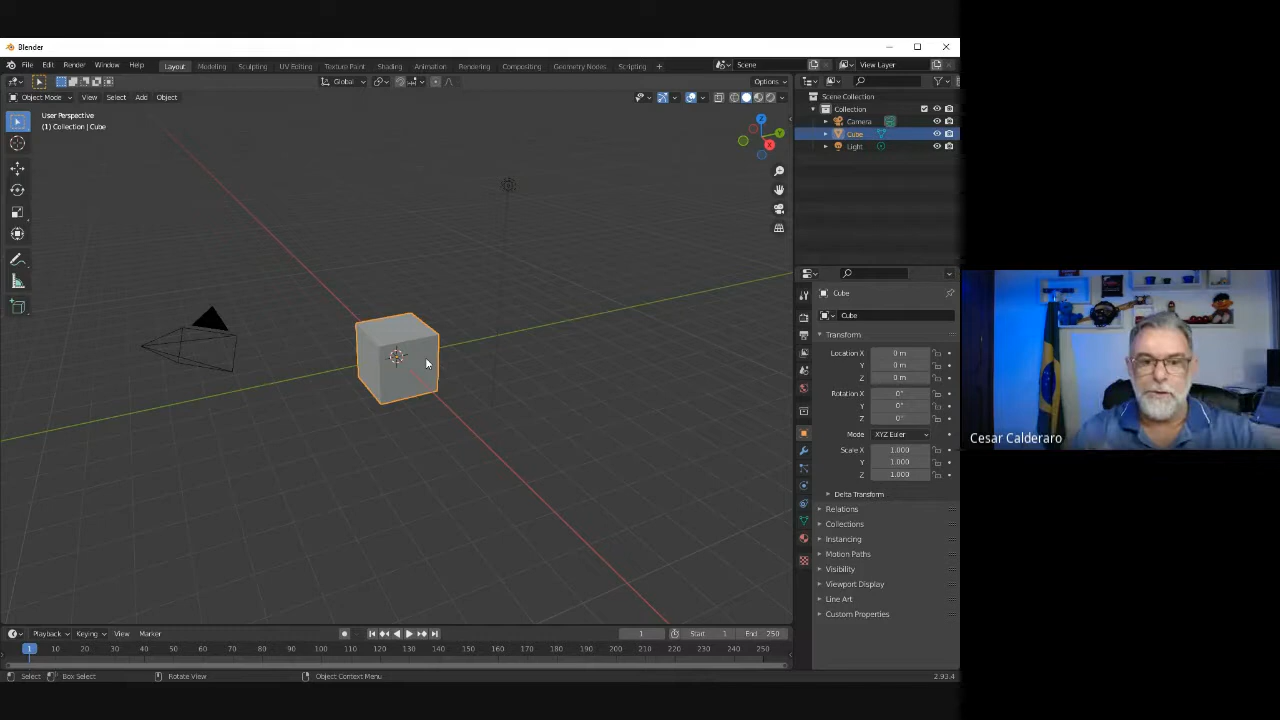 Blender
File Edit Render Window Help Layout Modeling Sculpting UV Editing Texture Paint Shading Animation Rendering Compositing Geometry Nodes Scripting + Scene View Layer
Global Options
Object Mode View Select Add Object
User Perspective
(1) Collection | Cube
Z
Y
X
Scene Collection
Collection
Camera
Cube
Light
Cube
Cube
Transform
Location X 0 m
Y 0 m
Z 0 m
Rotation X 0°
Y 0°
Z 0°
Mode XYZ Euler
Scale X 1.000
Y 1.000
Z 1.000
Delta Transform
Relations
Collections
Instancing
Motion Paths
Visibility
Viewport Display
Line Art
Custom Properties
Playback Keying View Marker 1 Start 1 End 250
1 10 20 30 40 50 60 70 80 90 100 110 120 130 140 150 160 170 180 190 200 210 220 230 240 250
Select Box Select Rotate View Object Context Menu 2.93.4
Cesar Calderaro